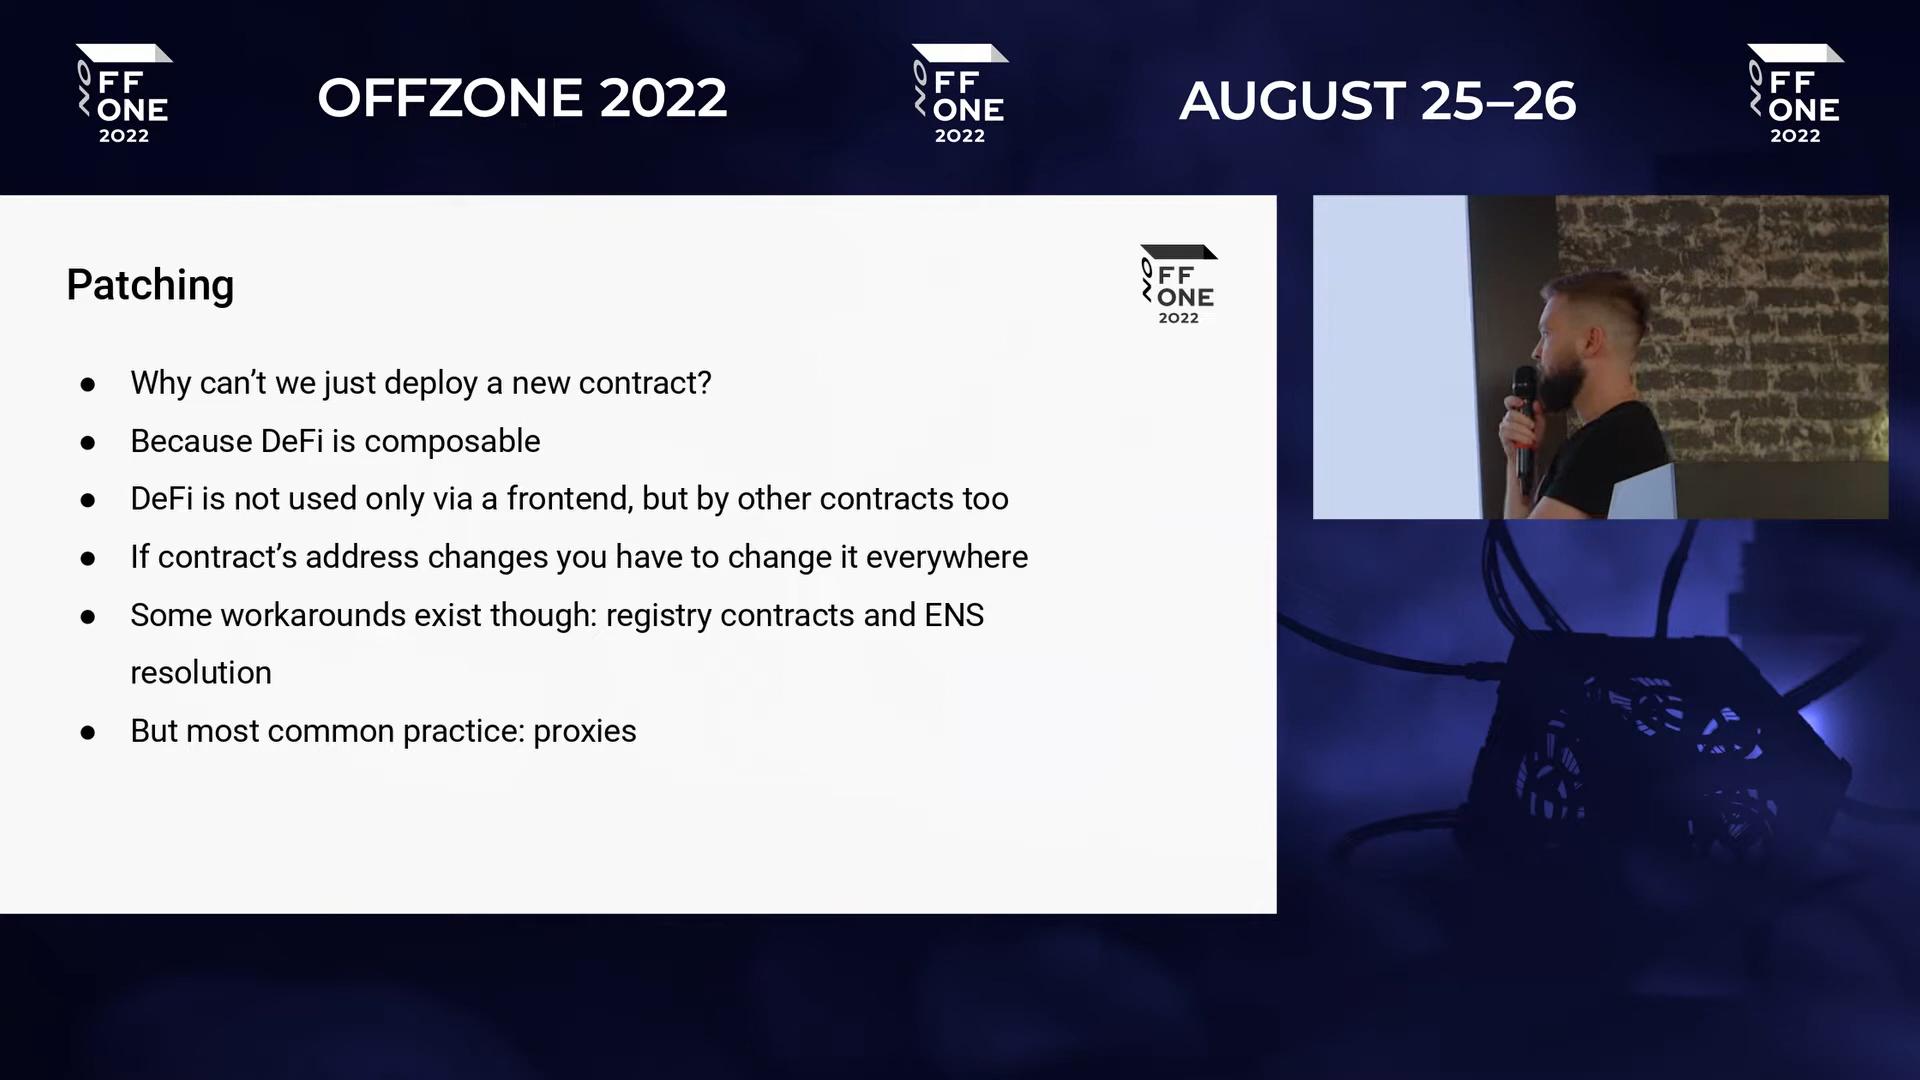 OFF
ZONE
2022
OFFZONE 2022
OFF
ZONE
2022
AUGUST 25–26
OFF
ZONE
2022
Patching
OFF
ZONE
2022
● Why can’t we just deploy a new contract?
● Because DeFi is composable
● DeFi is not used only via a frontend, but by other contracts too
● If contract’s address changes you have to change it everywhere
● Some workarounds exist though: registry contracts and ENS
resolution
● But most common practice: proxies